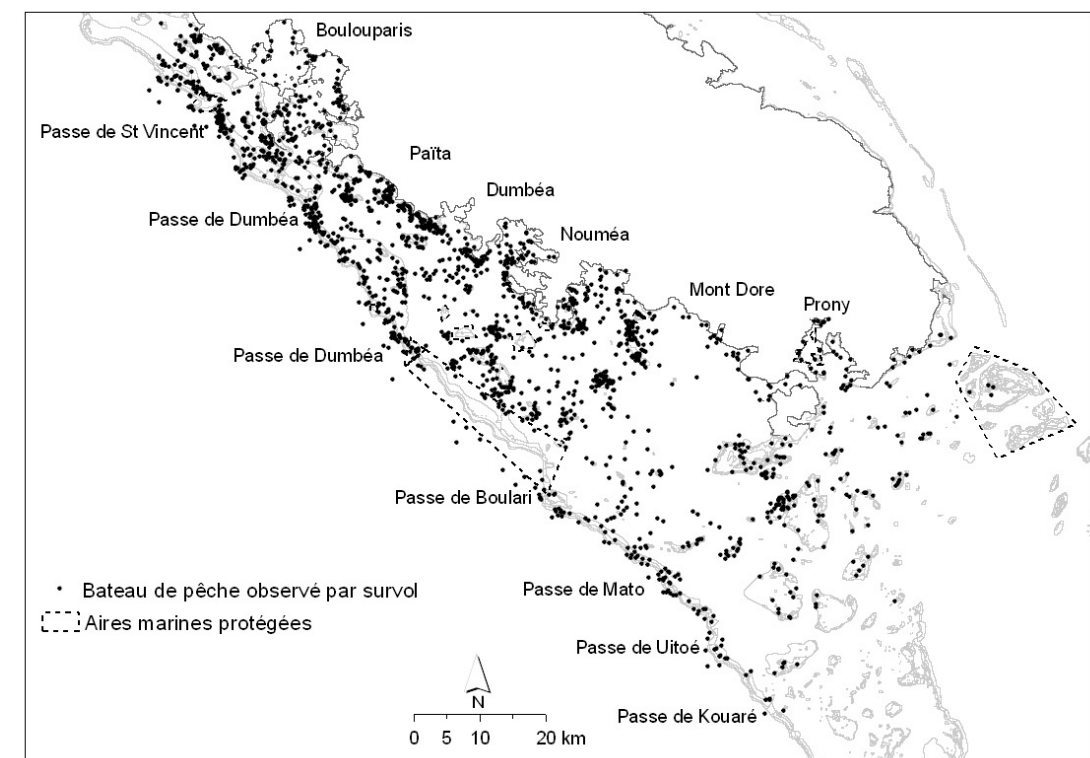 Boulouparis
Passe de St Vincent
Païta
Dumbéa
Passe de Dumbéa
Nouméa
Mont Dore
Prony
Passe de Dumbéa
Passe de Boulari
Bateau de pêche observé par survol
Passe de Mato
Aires marines protégées
Passe de Uitoé
N
Passe de Kouaré
0 5 10 20 km